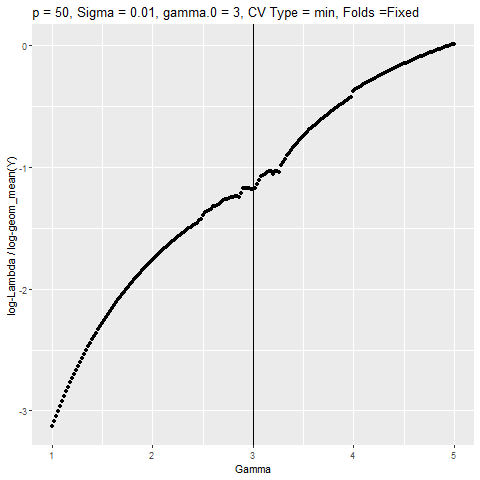 p = 50, Sigma = 0.01, gamma.0 = 3, CV Type = min, Folds =Fixed
log-Lambda / log-geom_mean(Y)
0
-1
-2
-3
1 2 3 4 5
Gamma